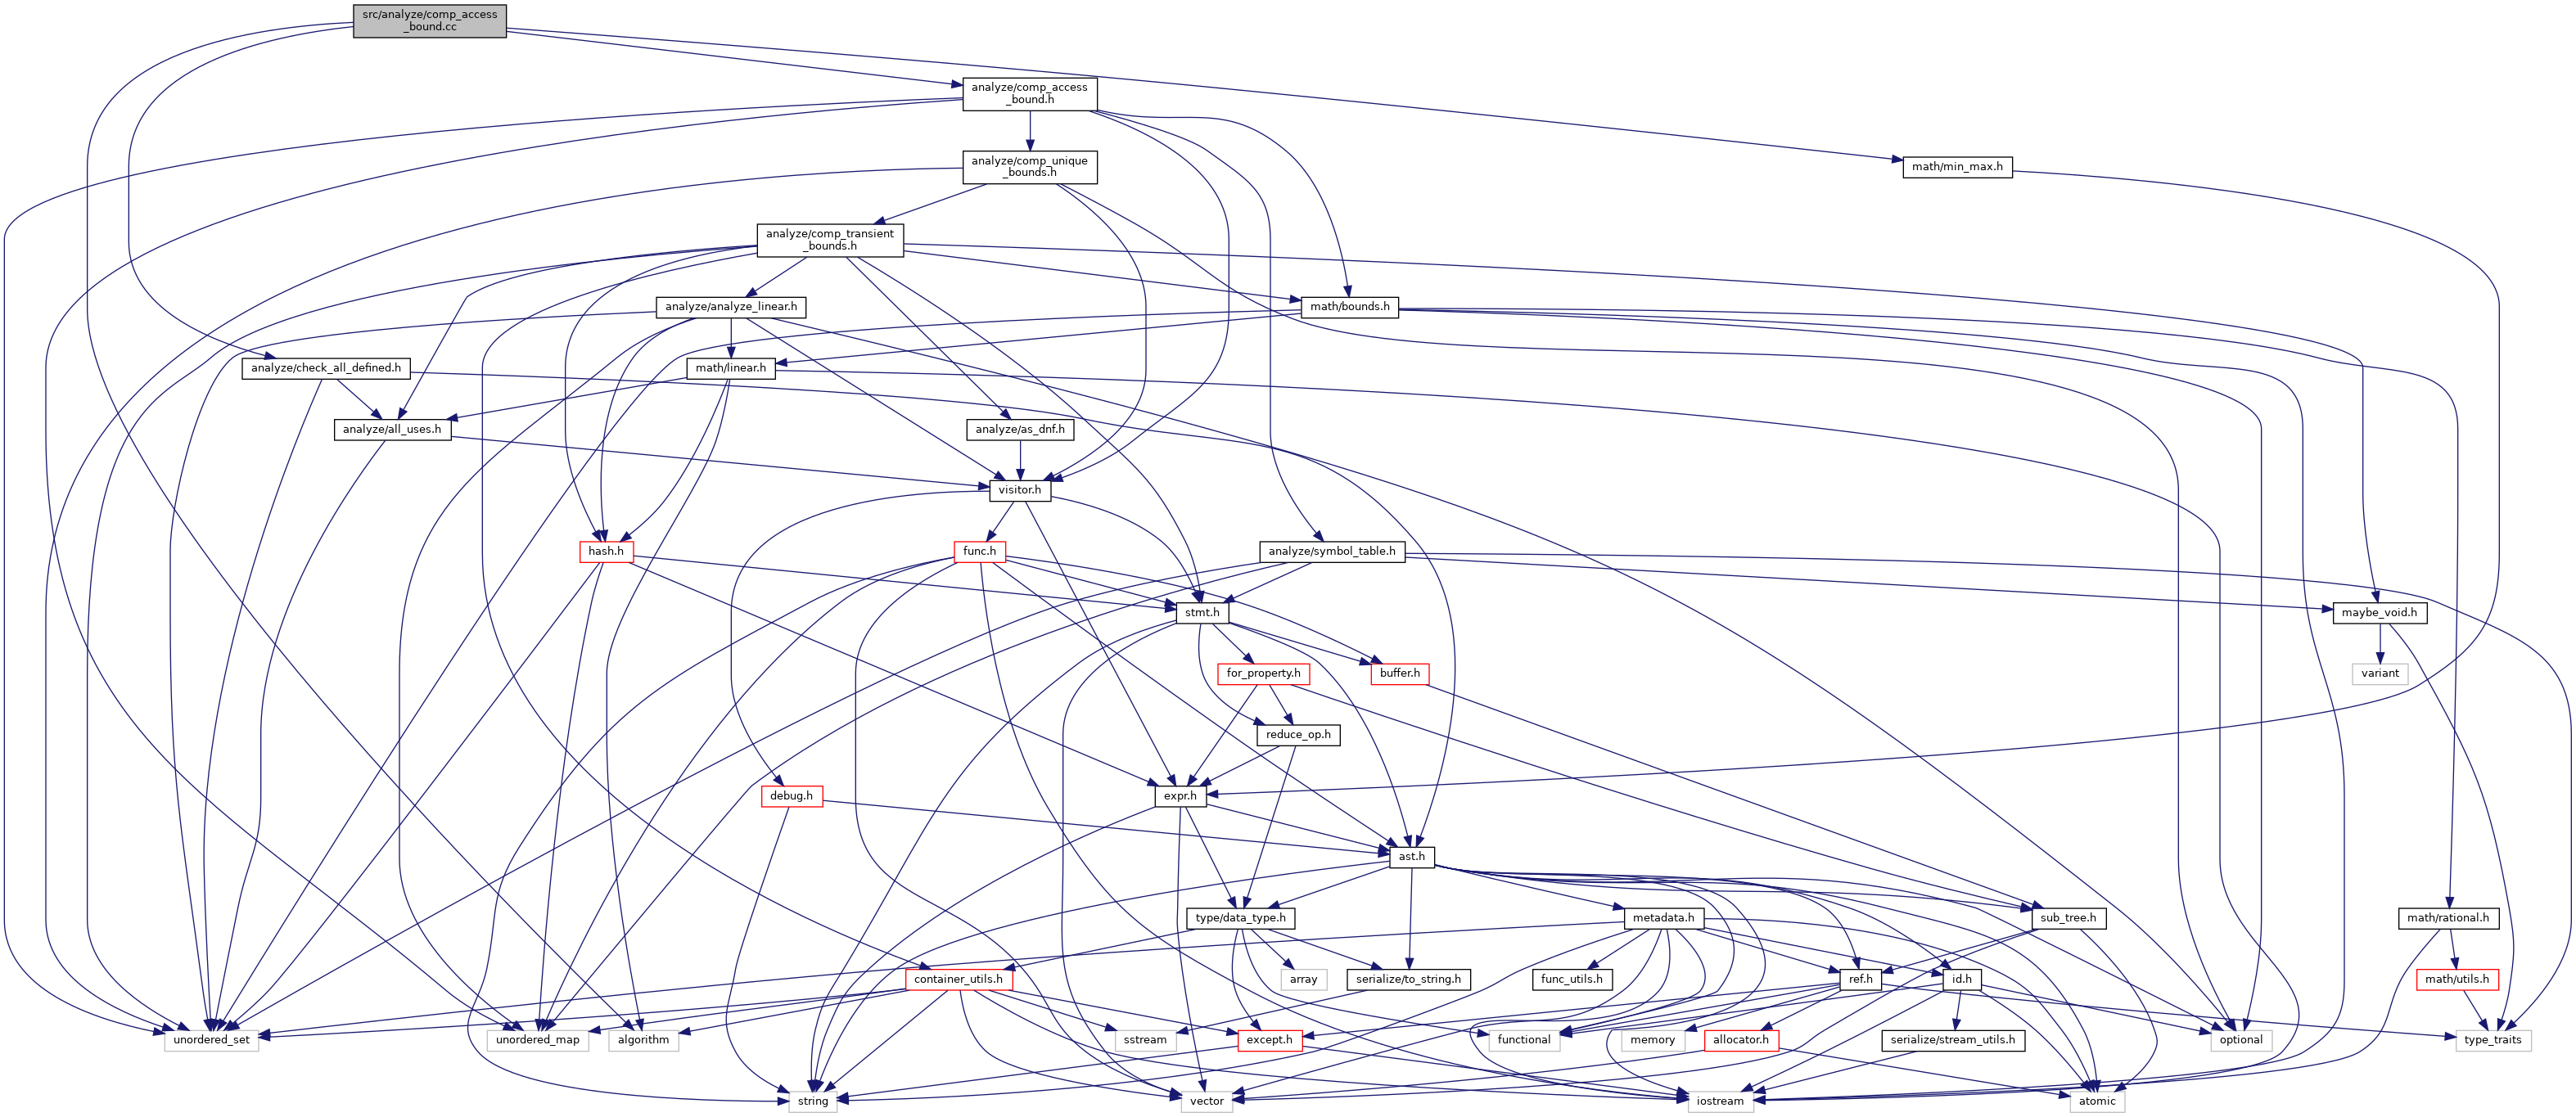 src/analyze/comp_access
_bound.cc
analyze/comp_access
_bound.h
analyze/comp_unique
_bounds.h
math/min_max.h
analyze/comp_transient
_bounds.h
analyze/analyze_linear.h
math/bounds.h
analyze/check_all_defined.h
math/linear.h
analyze/all_uses.h
analyze/as_dnf.h
visitor.h
hash.h
func.h
analyze/symbol_table.h
stmt.h
maybe_void.h
for_property.h
buffer.h
variant
reduce_op.h
debug.h
expr.h
ast.h
type/data_type.h
metadata.h
sub_tree.h
math/rational.h
container_utils.h
array
serialize/to_string.h
func_utils.h
ref.h
id.h
math/utils.h
unordered_set
unordered_map
algorithm
sstream
except.h
functional
memory
allocator.h
serialize/stream_utils.h
optional
type_traits
string
vector
iostream
atomic